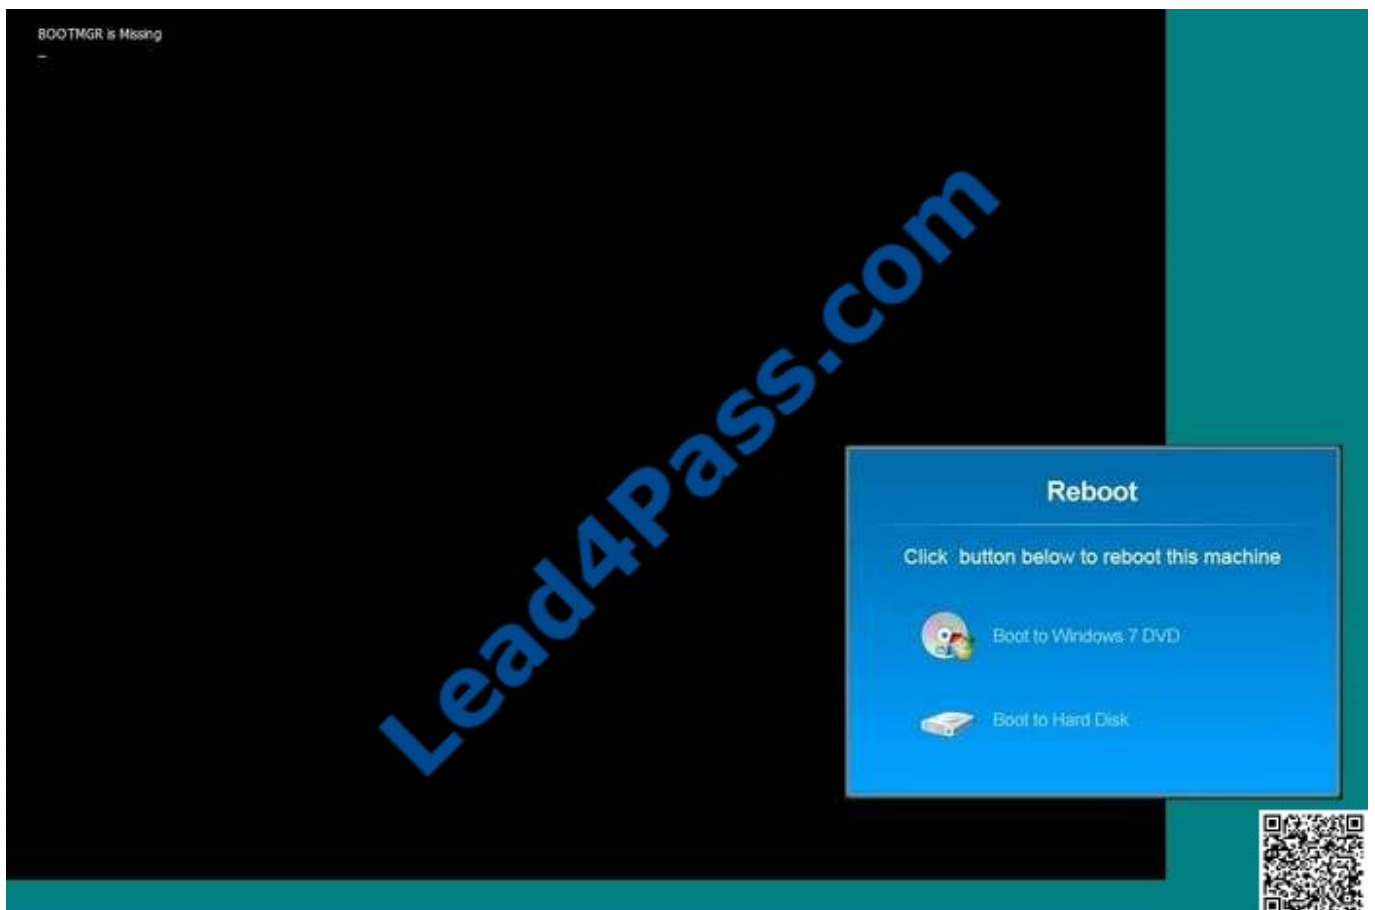 BOOTMGR is Missing
_
Lead4Pass.com
Reboot
Click button below to reboot this machine
Boot to Windows 7 DVD
Boot to Hard Disk